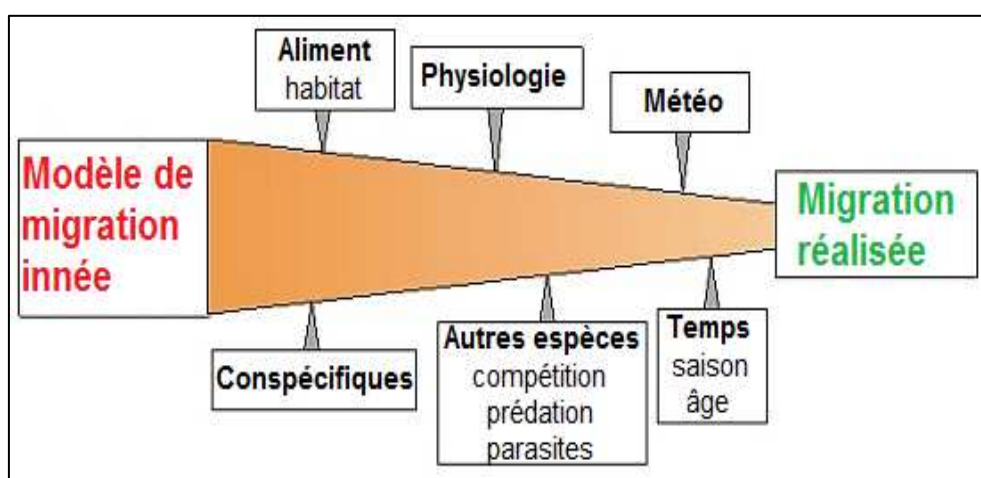 Aliment
habitat
Physiologie
Météo
Modèle de
migration
innée
Migration
réalisée
Conspécifiques
Autres espèces
compétition
prédation
parasites
Temps
saison
âge